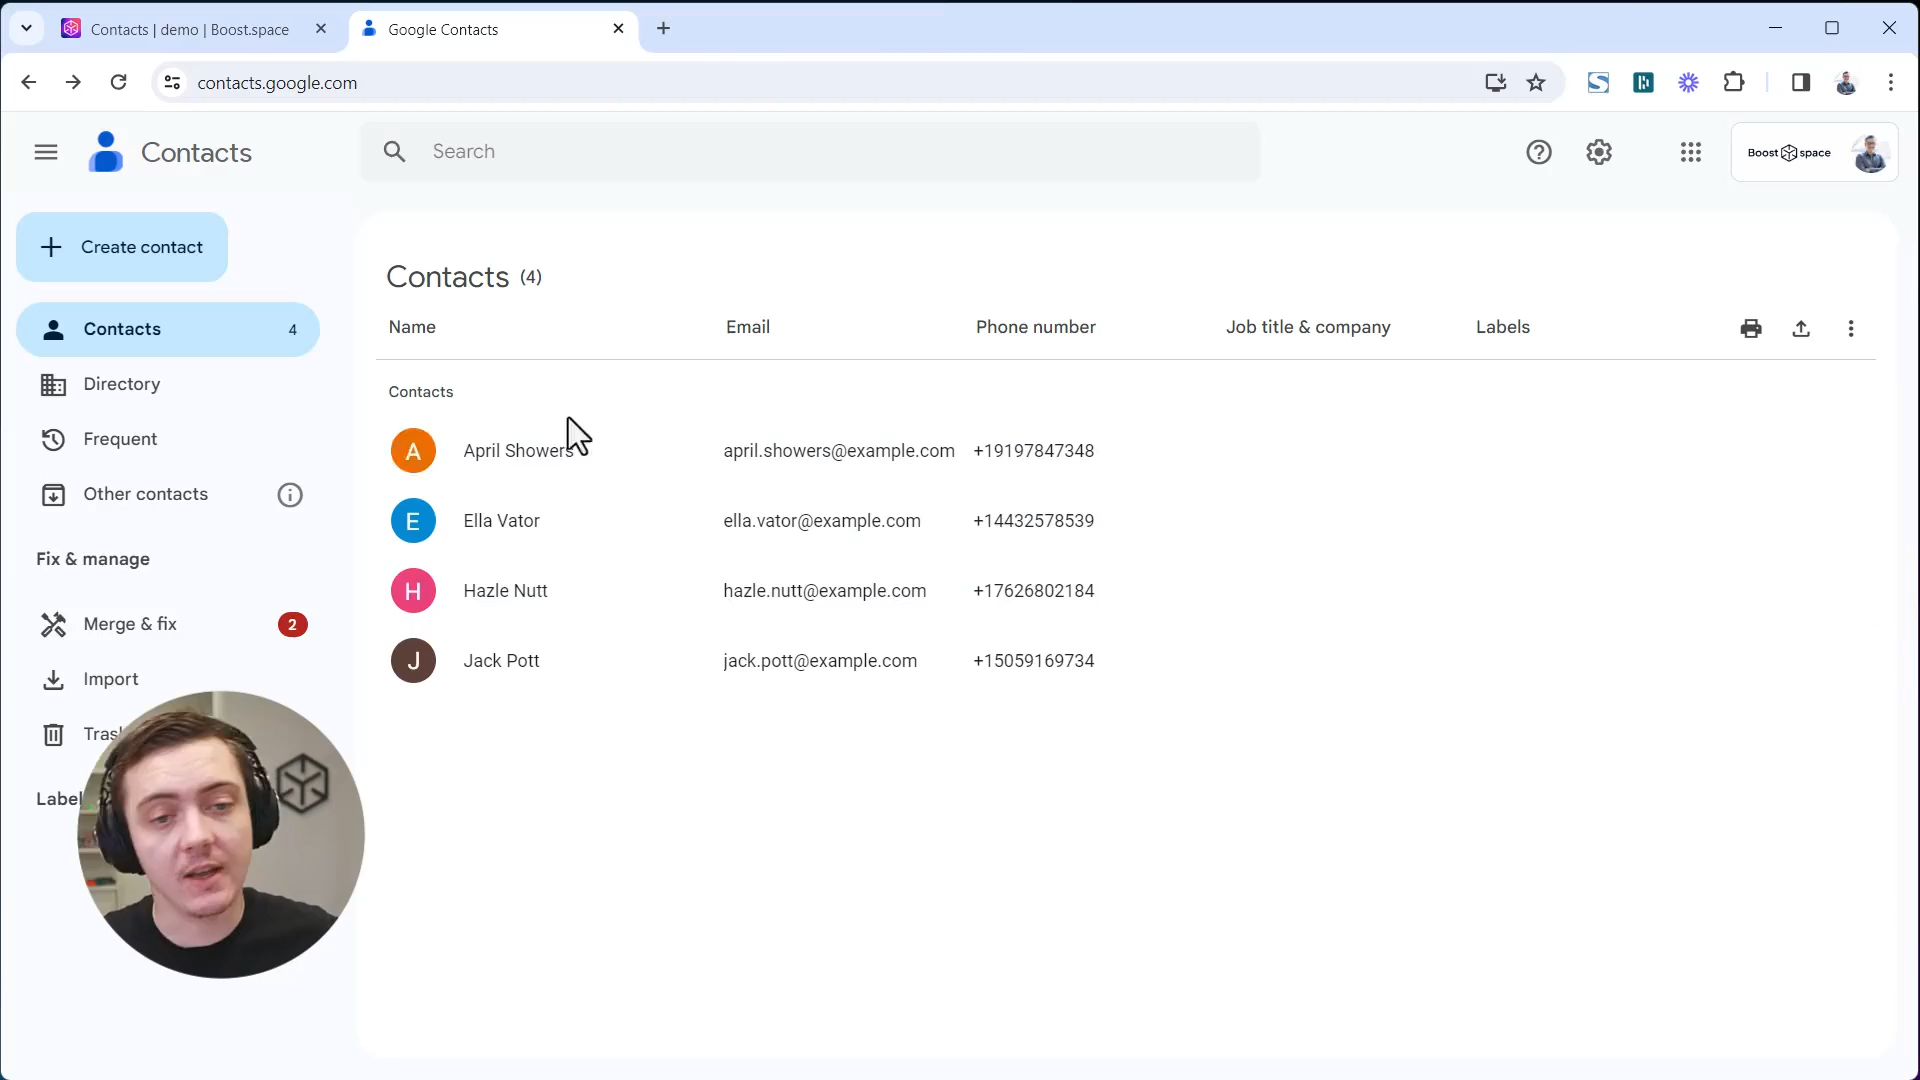 Contacts | demo | Boost.space
Google Contacts
contacts.google.com
Contacts
Search
Boost space
Create contact
Contacts 4
Directory
Frequent
Other contacts
Fix & manage
Merge & fix 2
Import
Tras
Label
Contacts (4)
Name Email Phone number Job title & company Labels
Contacts
A April Showers april.showers@example.com +19197847348
E Ella Vator ella.vator@example.com +14432578539
H Hazle Nutt hazle.nutt@example.com +17626802184
J Jack Pott jack.pott@example.com +15059169734